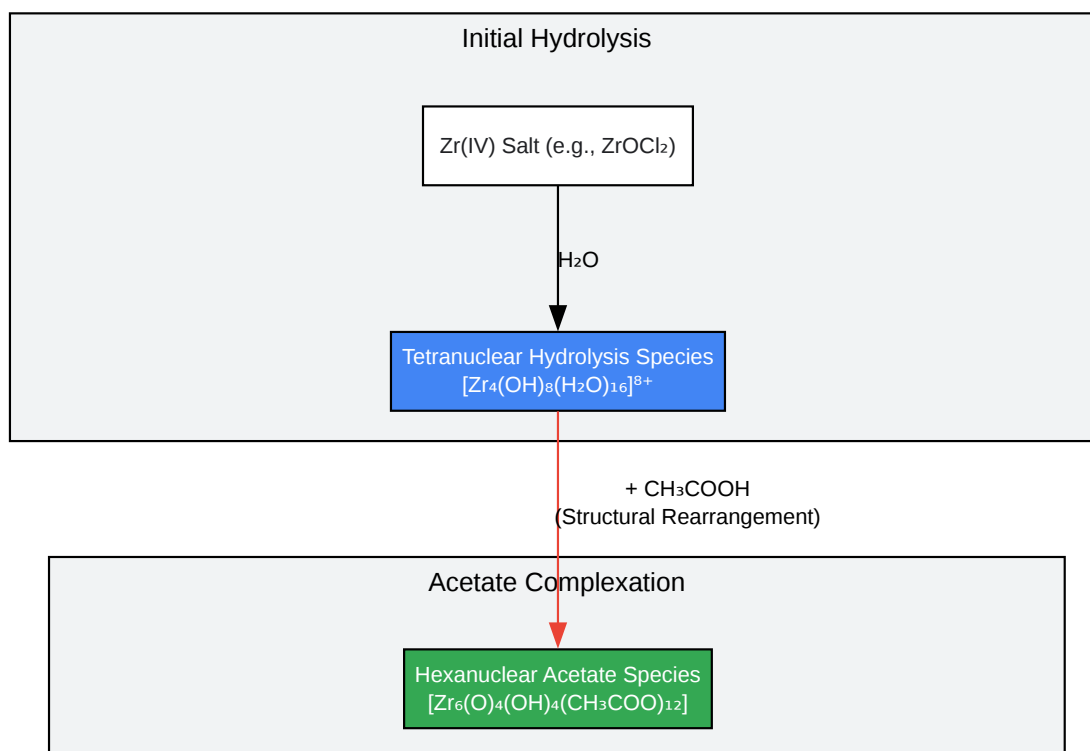 Initial Hydrolysis
Zr(IV) Salt (e.g., ZrOCl₂)
H₂O
Tetranuclear Hydrolysis Species
[Zr₄(OH)₈(H₂O)₁₆]⁸⁺
+ CH₃COOH
(Structural Rearrangement)
Acetate Complexation
Hexanuclear Acetate Species
[Zr₆(O)₄(OH)₄(CH₃COO)₁₂]